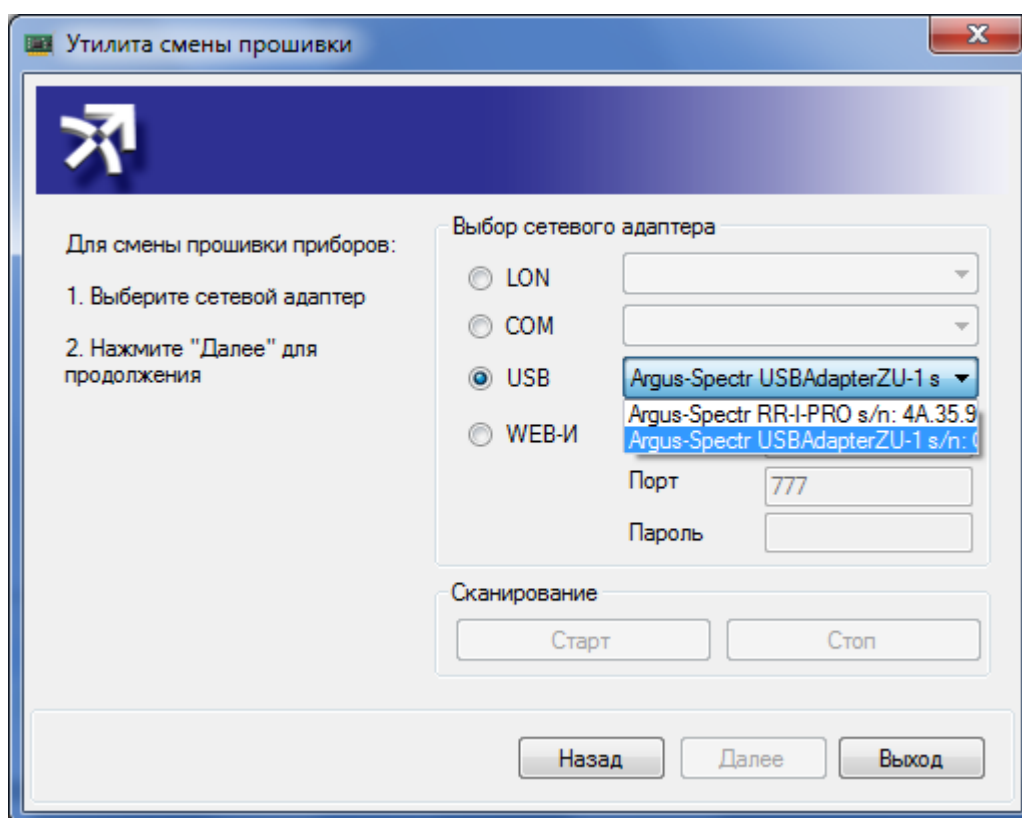 Утилита смены прошивки
Для смены прошивки приборов:
1. Выберите сетевой адаптер
2. Нажмите "Далее" для
продолжения
Выбор сетевого адаптера
LON
COM
USB
Argus-Spectr USBAdapterZU-1 s
Argus-Spectr RR-I-PRO s/n: 4A.35.9
Argus-Spectr USBAdapterZU-1 s/n:
WEB-И
Порт
777
Пароль
Сканирование
Старт
Стоп
Назад
Далее
Выход